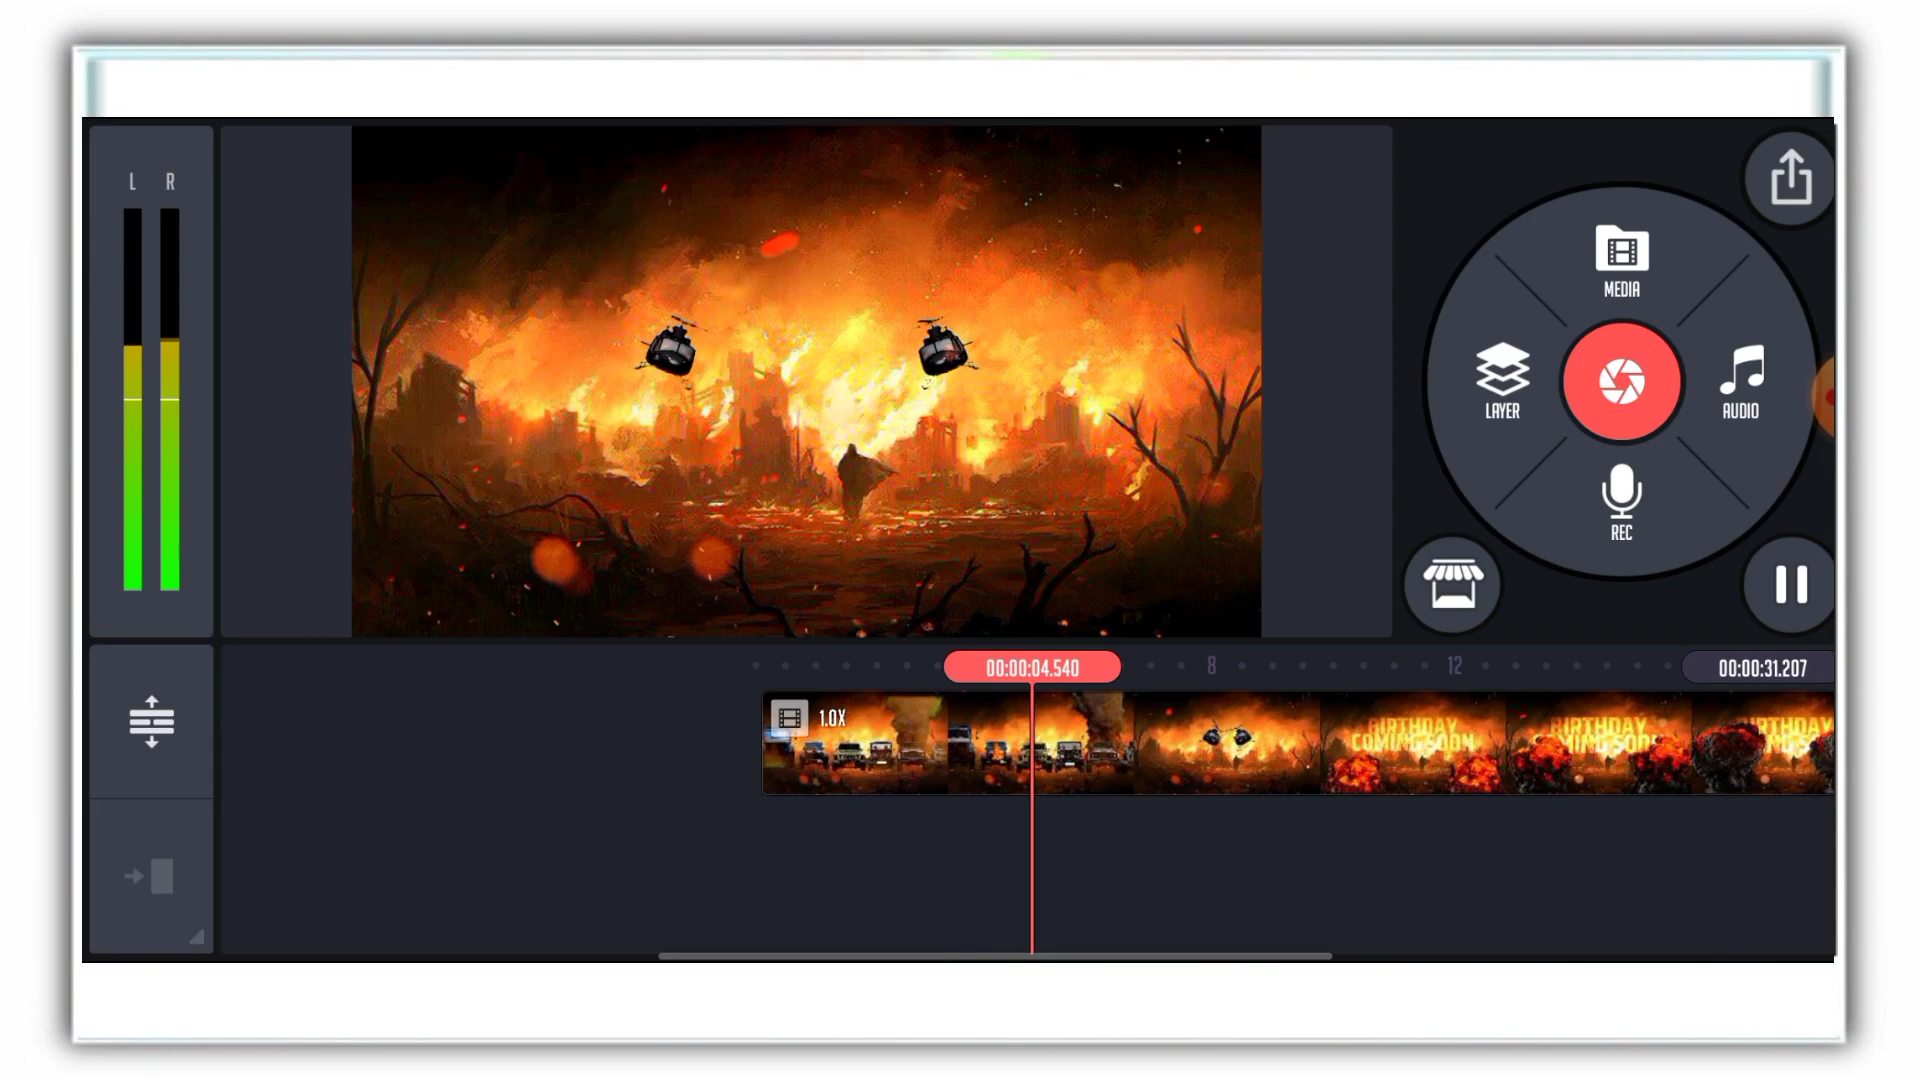 L R
MEDIA
LAYER
AUDIO
REC
00:00:04.540
8
12
00:00:31.207
1.0X
BIRTHDAY
COMING SOON